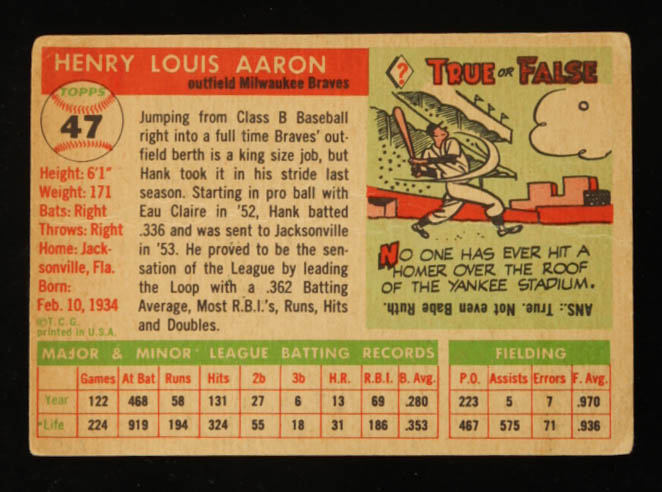 HENRY LOUIS AARON
outfield Milwaukee Braves
TOPPS
47
Height: 6'1"
Weight: 171
Bats: Right
Throws: Right
Home: Jack-
sonville, Fla.
Born:
Feb. 10, 1934
©T.C.G.
printed in U.S.A.
Jumping from Class B Baseball
right into a full time Braves' out-
field berth is a king size job, but
Hank took it in his stride last
season. Starting in pro ball with
Eau Claire in '52, Hank batted
.336 and was sent to Jacksonville
in '53. He proved to be the sen-
sation of the League by leading
the Loop with a .362 Batting
Average, Most R.B.I.'s, Runs, Hits
and Doubles.
? TRUE OR FALSE
NO ONE HAS EVER HIT A
HOMER OVER THE ROOF
OF THE YANKEE STADIUM.
ANS.: True. Not even Babe Ruth.
MAJOR & MINOR LEAGUE BATTING RECORDS FIELDING
Games At Bat Runs Hits 2b 3b H.R. R.B.I. B. Avg. P.O. Assists Errors F. Avg.
Year 122 468 58 131 27 6 13 69 .280 223 5 7 .970
*Life 224 919 194 324 55 18 31 186 .353 467 575 71 .936